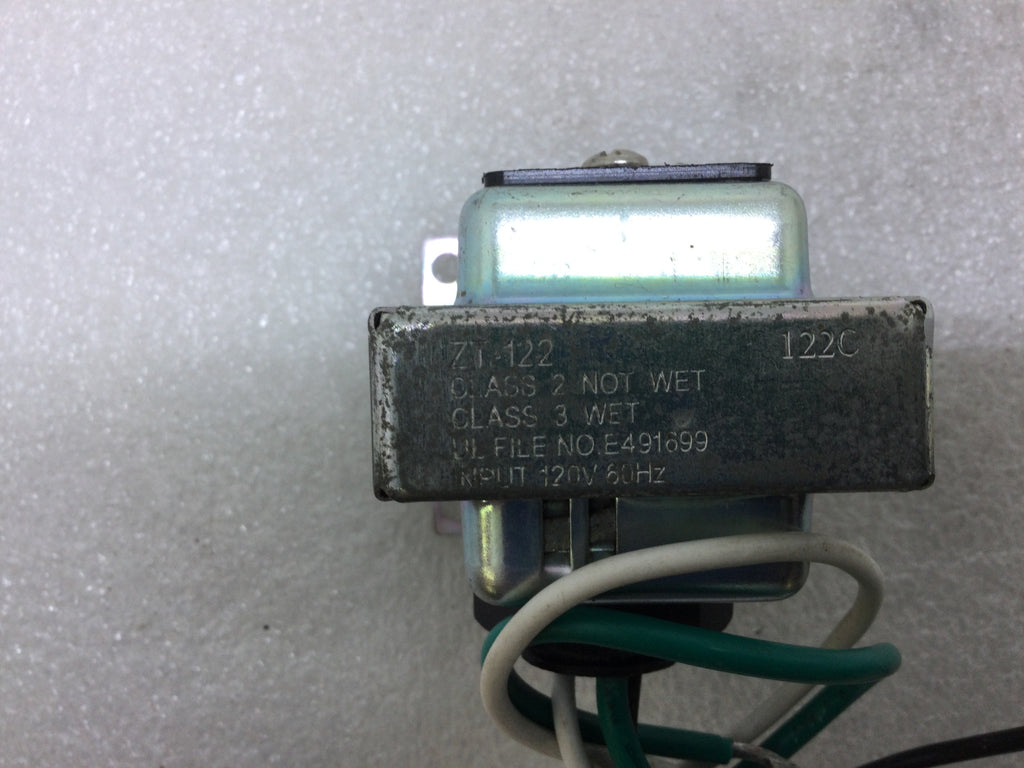 ZT-122
122C
CLASS 2 NOT WET
CLASS 3 WET
UL FILE NO.E491699
INPUT 120V 60Hz